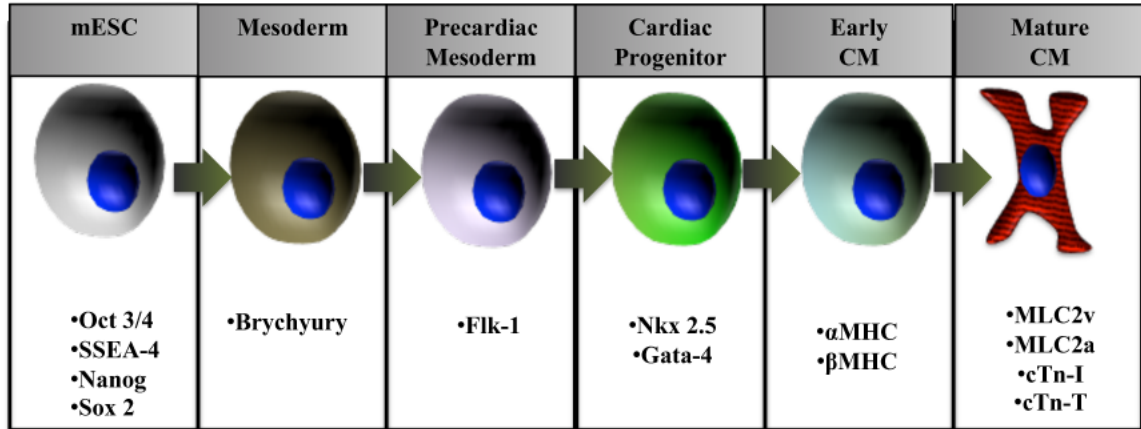 mESC
Mesoderm
Precardiac
Mesoderm
Cardiac
Progenitor
Early
CM
Mature
CM
•Oct 3/4
•SSEA-4
•Nanog
•Sox 2
•Brychyury
•Flk-1
•Nkx 2.5
•Gata-4
•αMHC
•βMHC
•MLC2v
•MLC2a
•cTn-I
•cTn-T